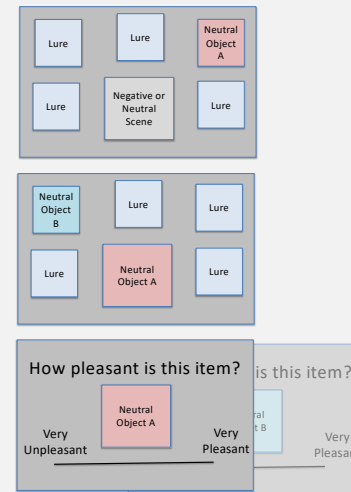 Lure
Lure
Neutral
Object
A
Lure
Negative or
Neutral
Scene
Lure
Neutral
Object
B
Lure
Lure
Lure
Neutral
Object A
Lure
How pleasant is this item?
Neutral
Object A
Very
Unpleasant
Very
Pleasant
is this item?
t B
Very